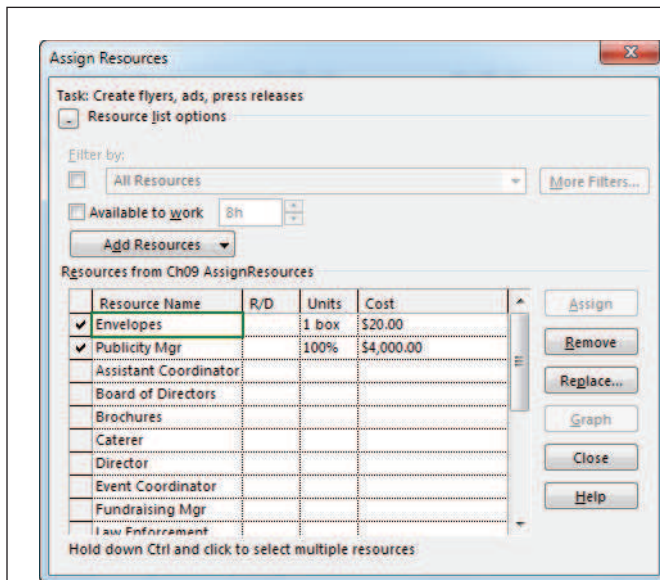 Assign Resources
Task: Create flyers, ads, press releases
Resource list options
Filter by:
All Resources More Filters...
Available to work 8h
Add Resources
Resources from Ch09 AssignResources
Resource Name R/D Units Cost
Envelopes 1 box $20.00
Publicity Mgr 100% $4,000.00
Assistant Coordinator
Board of Directors
Brochures
Caterer
Director
Event Coordinator
Fundraising Mgr
Law Enforcement
Assign
Remove
Replace...
Graph
Close
Help
Hold down Ctrl and click to select multiple resources